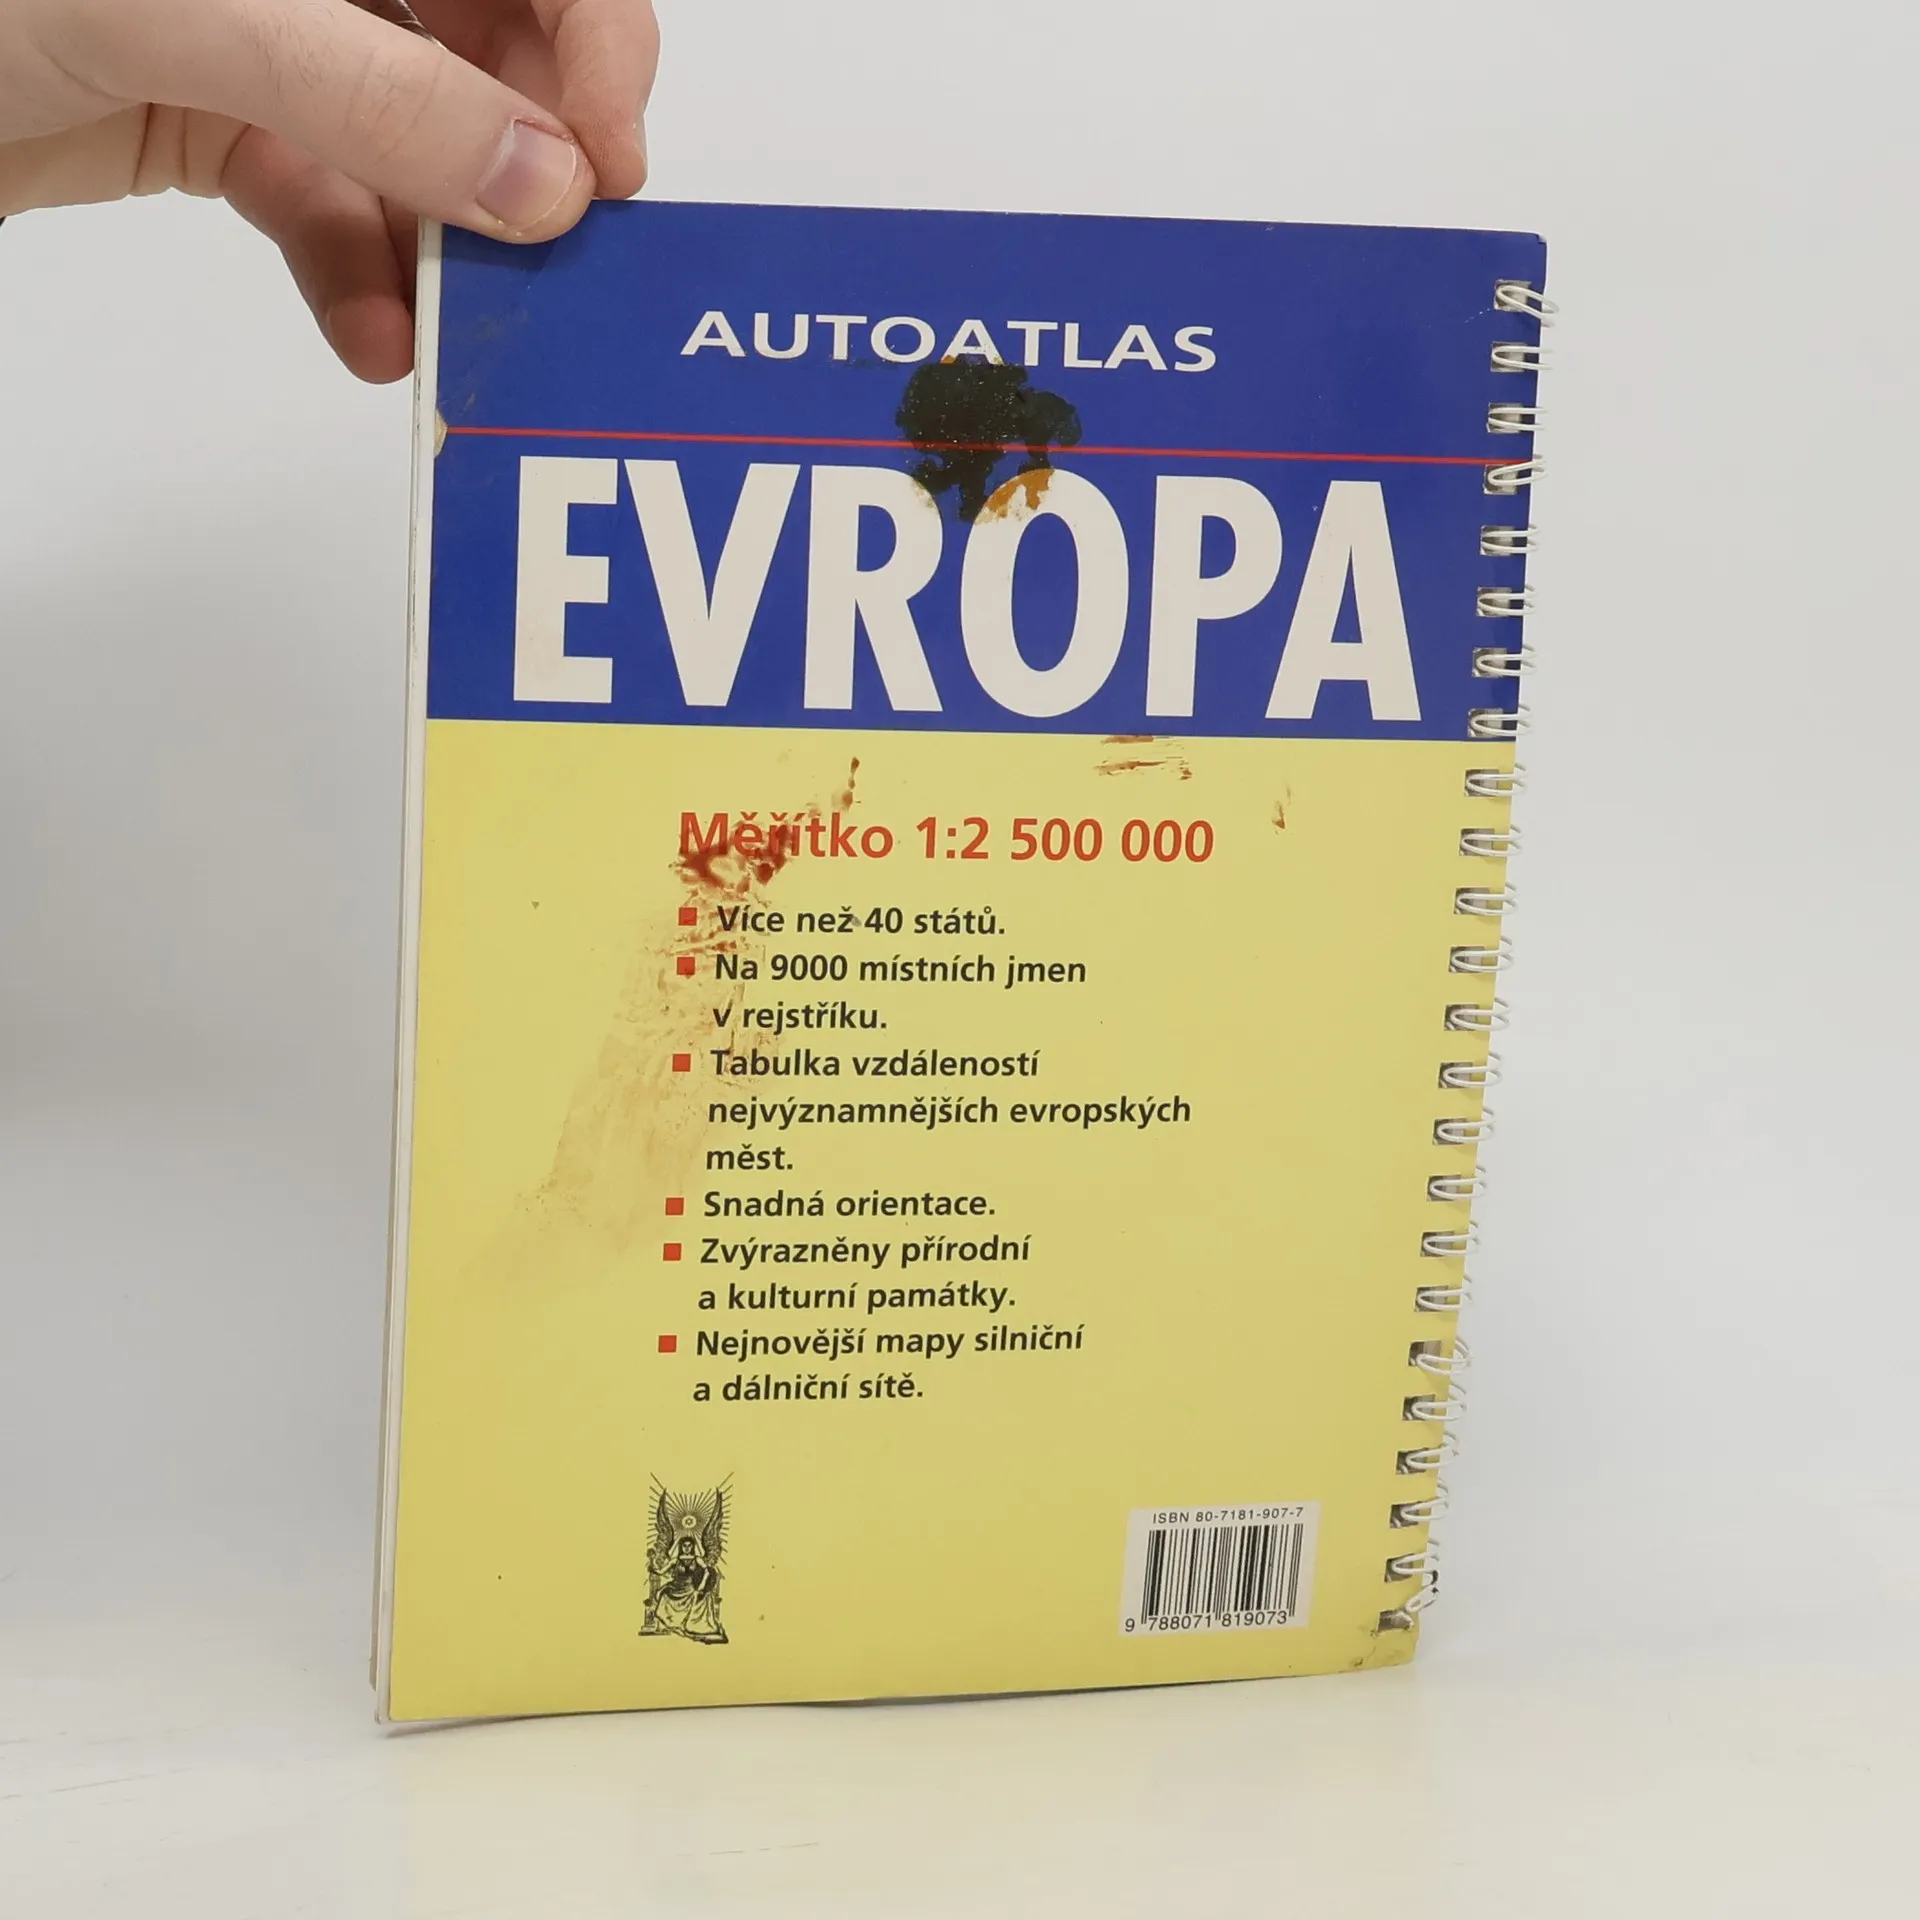 AUTOATLAS
EVROPA
Měřítko 1:2 500 000
Více než 40 států.
Na 9000 místních jmen
v rejstříku.
Tabulka vzdáleností
nejvýznamnějších evropských
měst.
Snadná orientace.
Zvýrazněny přírodní
a kulturní památky.
Nejnovější mapy silniční
a dálniční sítě.
ISBN 80-7181-907-7
9 788071 819073